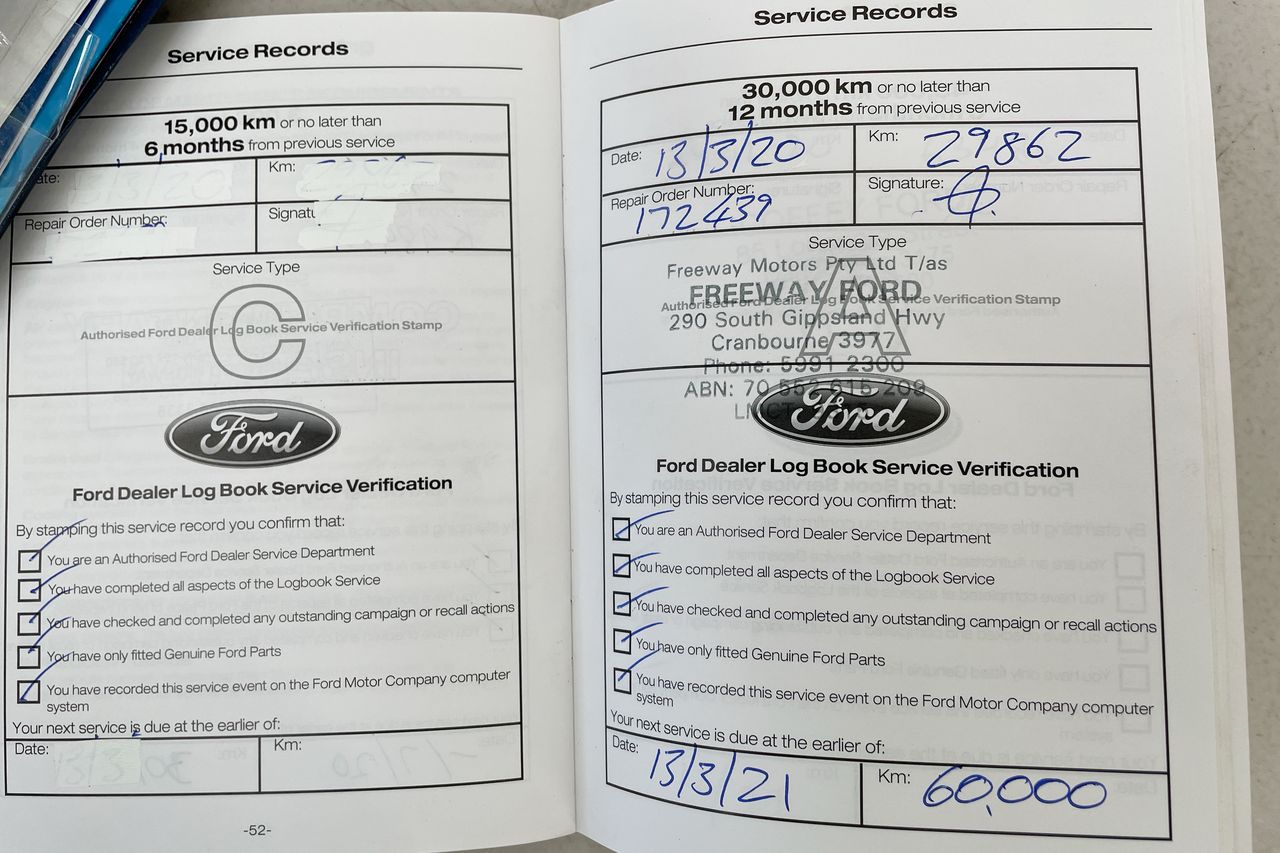 Service Records
15,000 km or no later than
6 months from previous service
ate:
Km:
Repair Order Number:
Signatu
Service Type
C
Authorised Ford Dealer Log Book Service Verification Stamp
Ford
Ford Dealer Log Book Service Verification
By stamping this service record you confirm that:
You are an Authorised Ford Dealer Service Department
You have completed all aspects of the Logbook Service
You have checked and completed any outstanding campaign or recall actions
You have only fitted Genuine Ford Parts
You have recorded this service event on the Ford Motor Company computer
system
Your next service is due at the earlier of:
Date:
Km:
-52-
Service Records
30,000 km or no later than
12 months from previous service
Date: 13/3/20
Km: 29862
Repair Order Number:
172439
Signature:
Service Type
A
Freeway Motors Pty Ltd T/as
FREEWAY FORD
Authorised Ford Dealer Log Book Service Verification Stamp
290 South Gippsland Hwy
Cranbourne 3977
Phone: 5991 2300
ABN: 70 552 615 209
Ford
Ford Dealer Log Book Service Verification
By stamping this service record you confirm that:
You are an Authorised Ford Dealer Service Department
You have completed all aspects of the Logbook Service
You have checked and completed any outstanding campaign or recall actions
You have only fitted Genuine Ford Parts
You have recorded this service event on the Ford Motor Company computer
system
Your next service is due at the earlier of:
Date: 13/3/21
Km: 60,000